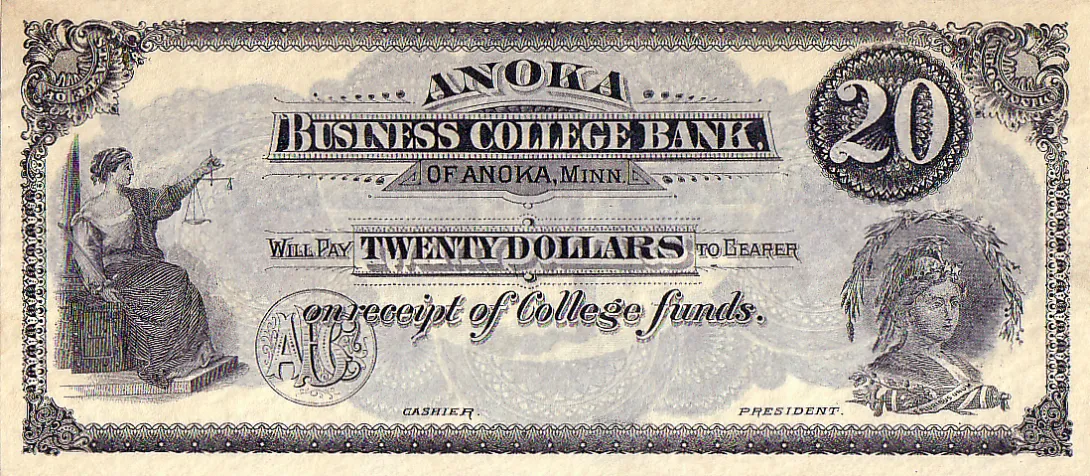 ANOKA
20
BUSINESS COLLEGE BANK,
OF ANOKA, MINN.
WILL PAY TWENTY DOLLARS TO BEARER
on receipt of College funds.
CASHIER.
PRESIDENT.